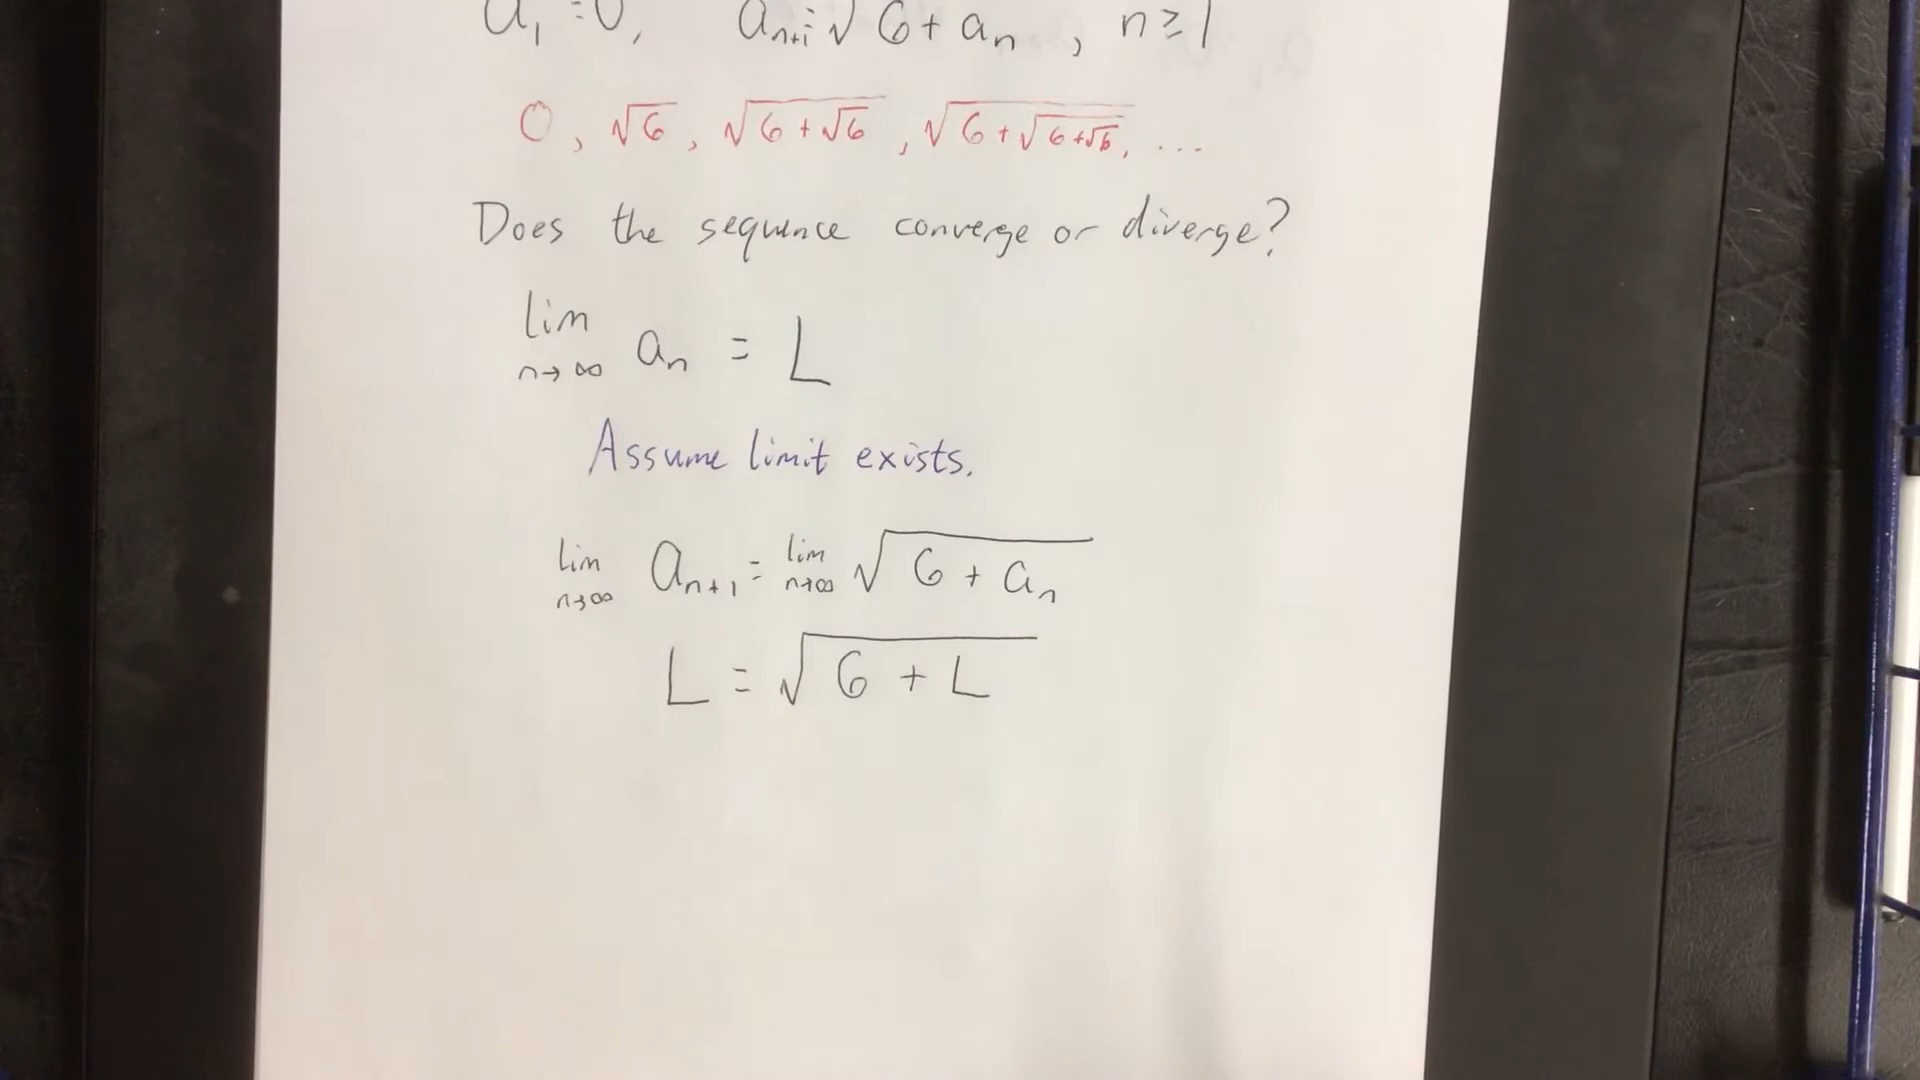 a₁ = 0, aₙ₊₁ = √(6 + aₙ), n ≥ 1
0, √6, √(6 + √6), √(6 + √(6 + √6)), ...
Does the sequence converge or diverge?
lim n→∞ aₙ = L
Assume limit exists.
lim n→∞ aₙ₊₁ = lim n→∞ √(6 + aₙ)
L = √(6 + L)